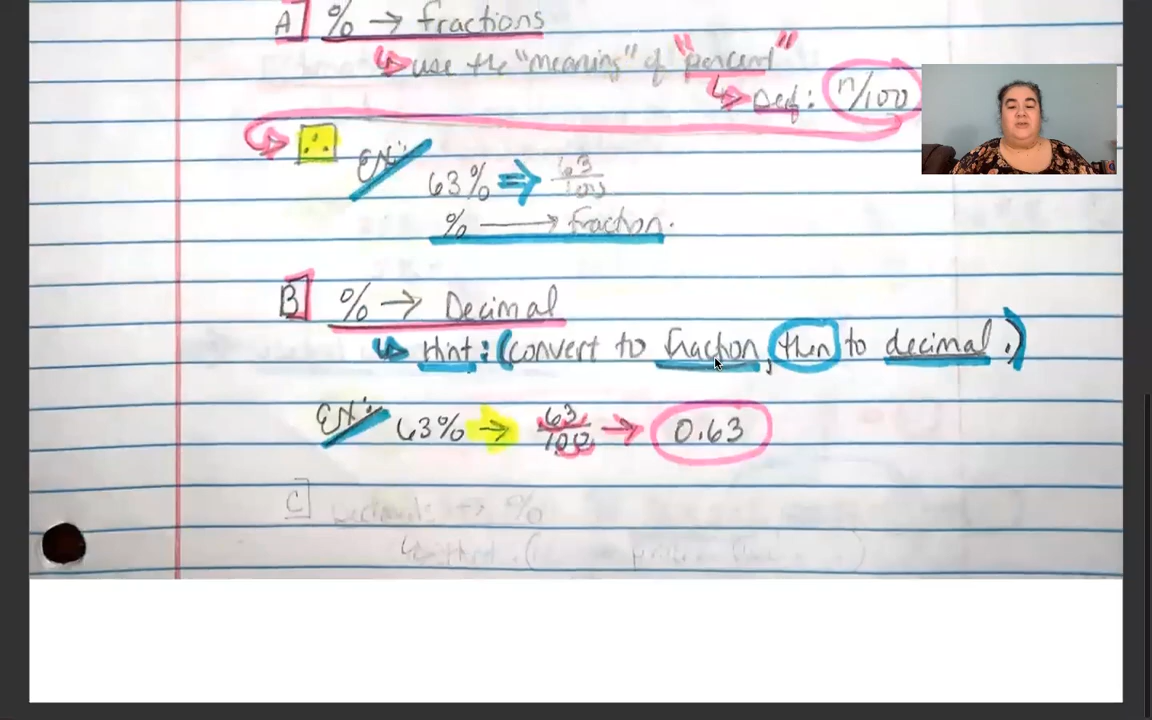 A] % → fractions
↳ use the "meaning" of "percent"
↳ Def: n/100
∴ Ex: 63% ⇒ 63/100
% → fraction.
B] % → Decimal
↳ Hint: (convert to fraction, then to decimal.)
Ex: 63% → 63/100 → 0.63
C] Decimals → %